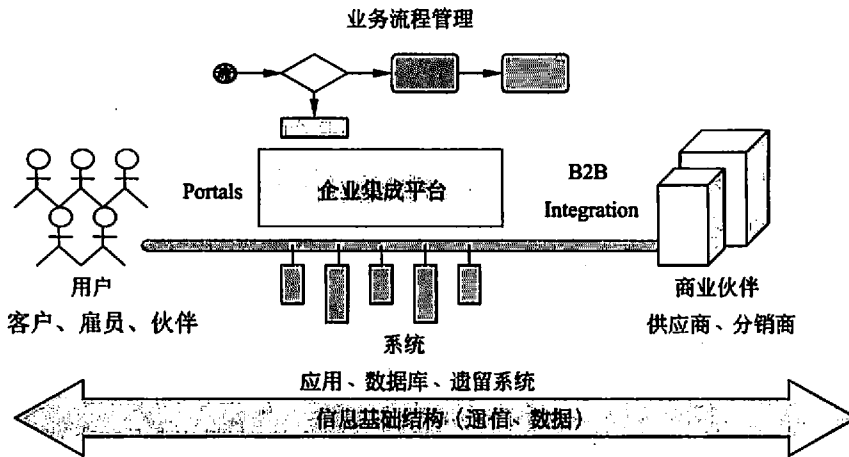 业务流程管理
Portals
企业集成平台
B2B
Integration
用户
客户、雇员、伙伴
系统
应用、数据库、遗留系统
商业伙伴
供应商、分销商
信息基础结构（通信、数据）